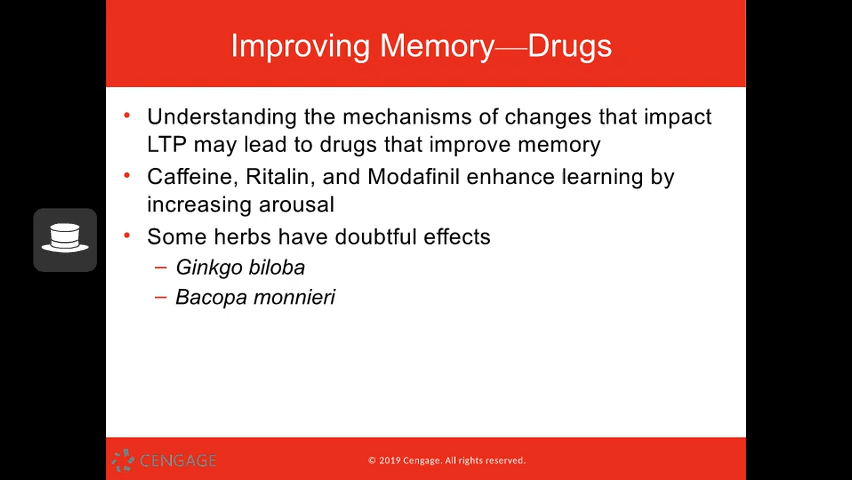 Improving Memory—Drugs
• Understanding the mechanisms of changes that impact
LTP may lead to drugs that improve memory
• Caffeine, Ritalin, and Modafinil enhance learning by
increasing arousal
• Some herbs have doubtful effects
– Ginkgo biloba
– Bacopa monnieri
CENGAGE
© 2019 Cengage. All rights reserved.